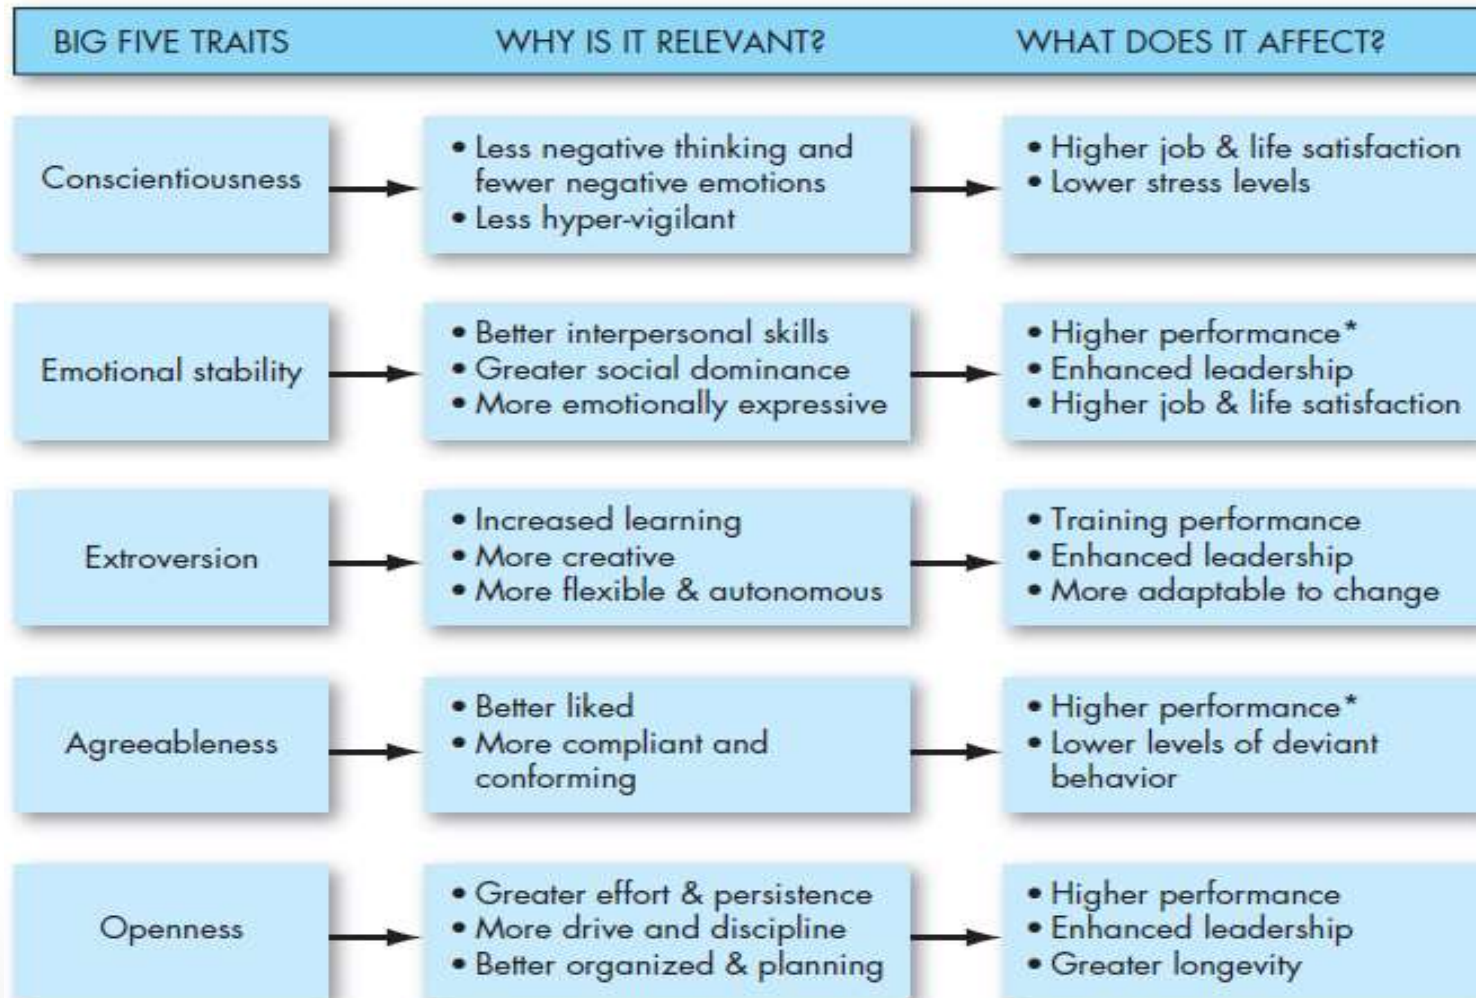 BIG FIVE TRAITS WHY IS IT RELEVANT? WHAT DOES IT AFFECT?
Conscientiousness
• Less negative thinking and
fewer negative emotions
• Less hyper-vigilant
• Higher job & life satisfaction
• Lower stress levels
Emotional stability
• Better interpersonal skills
• Greater social dominance
• More emotionally expressive
• Higher performance*
• Enhanced leadership
• Higher job & life satisfaction
Extroversion
• Increased learning
• More creative
• More flexible & autonomous
• Training performance
• Enhanced leadership
• More adaptable to change
Agreeableness
• Better liked
• More compliant and
conforming
• Higher performance*
• Lower levels of deviant
behavior
Openness
• Greater effort & persistence
• More drive and discipline
• Better organized & planning
• Higher performance
• Enhanced leadership
• Greater longevity